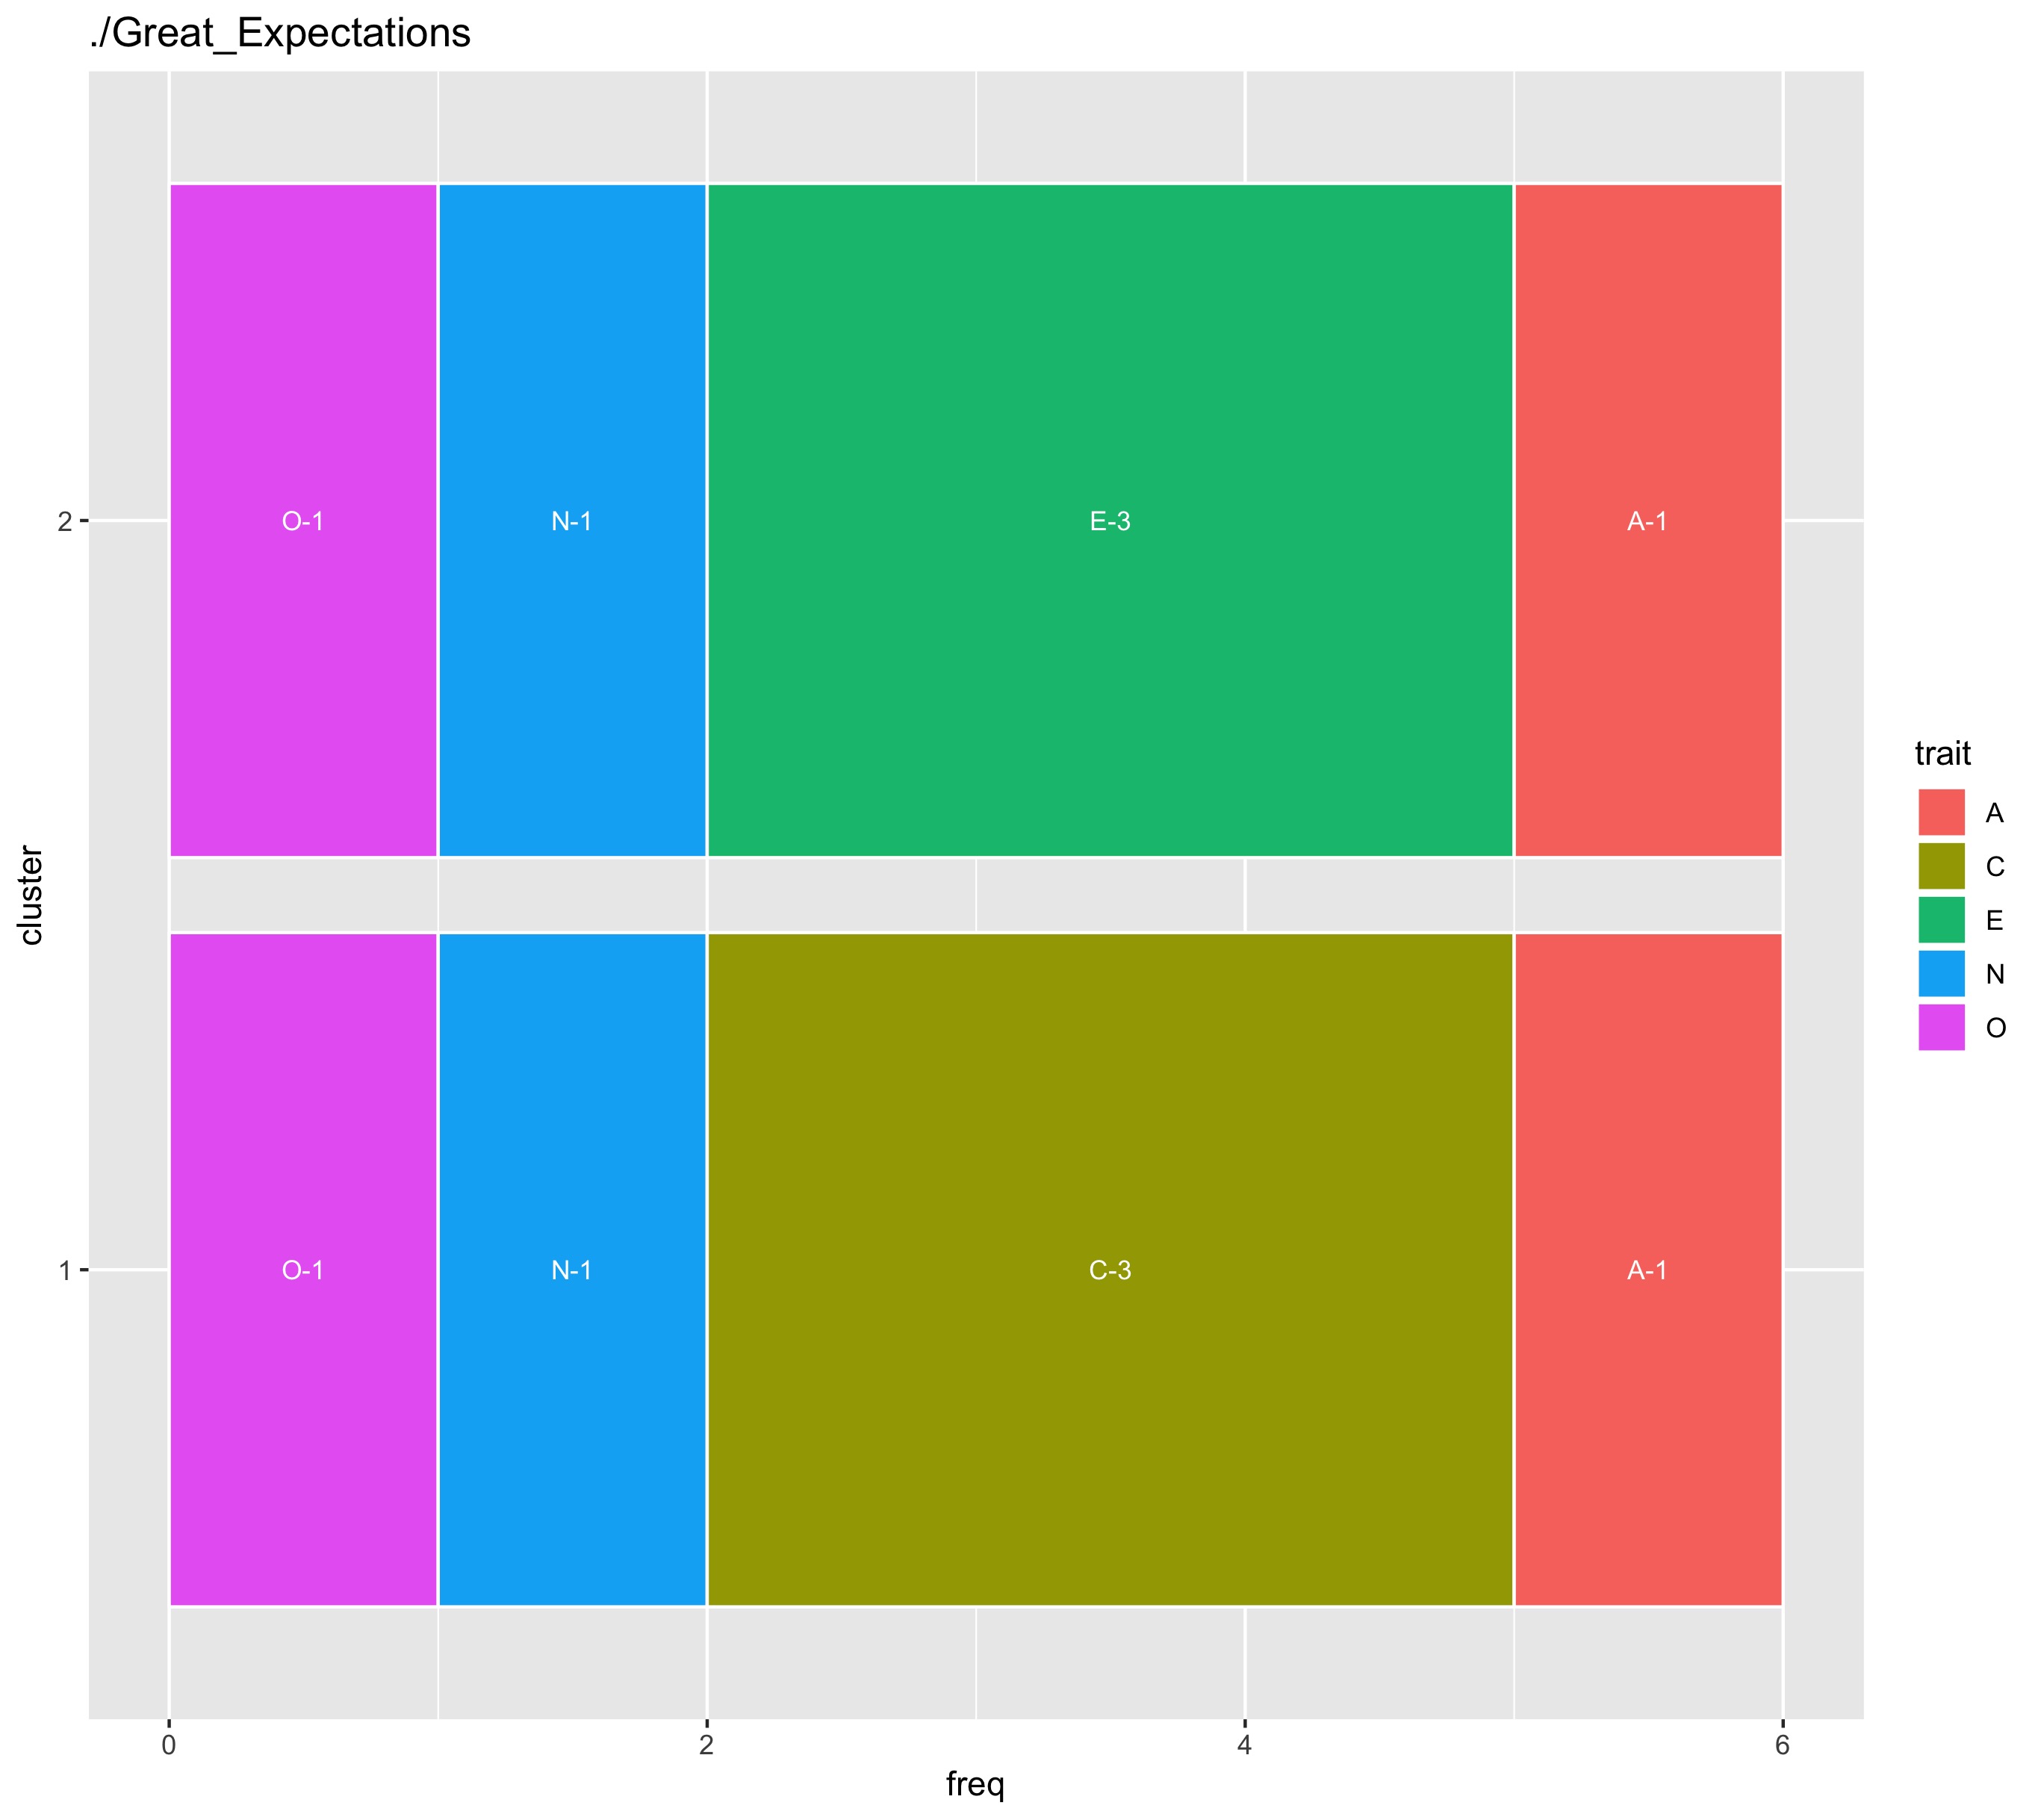 ./Great_Expectations
cluster
2
O-1 N-1 E-3 A-1
1
O-1 N-1 C-3 A-1
0 2 4 6
freq
trait
A
C
E
N
O